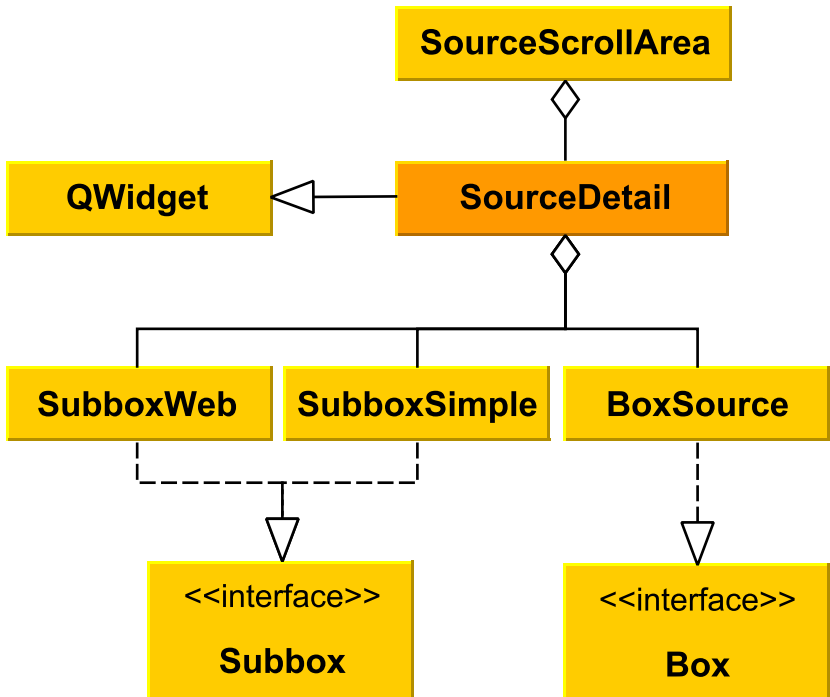 SourceScrollArea
QWidget
SourceDetail
SubboxWeb
SubboxSimple
BoxSource
<<interface>>
Subbox
<<interface>>
Box